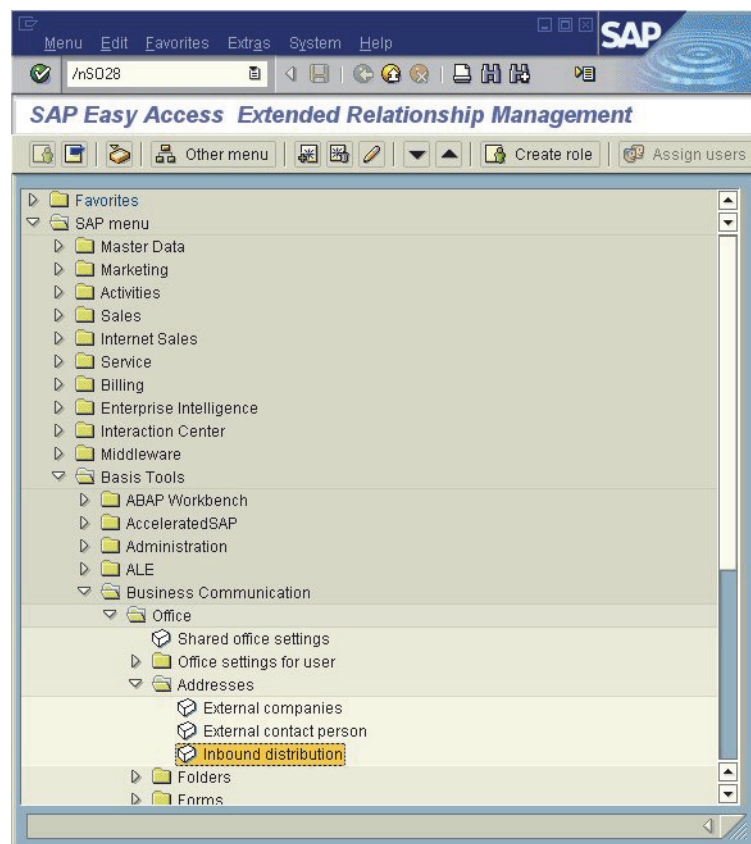 Menu Edit Favorites Extras System Help
SAP
/nSO28
SAP Easy Access Extended Relationship Management
Other menu Create role Assign users
Favorites
SAP menu
Master Data
Marketing
Activities
Sales
Internet Sales
Service
Billing
Enterprise Intelligence
Interaction Center
Middleware
Basis Tools
ABAP Workbench
AcceleratedSAP
Administration
ALE
Business Communication
Office
Shared office settings
Office settings for user
Addresses
External companies
External contact person
Inbound distribution
Folders
Forms